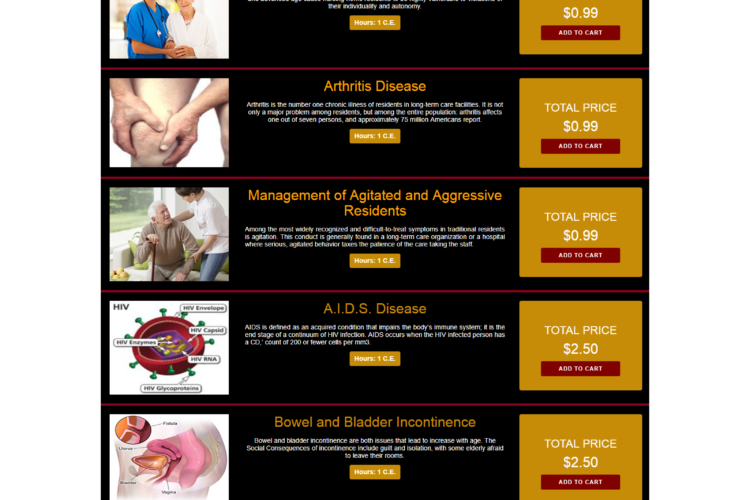 their individuality and autonomy.
Hours: 1 C.E.
$0.99
ADD TO CART
Arthritis Disease
Arthritis is the number one chronic illness of residents in long-term care facilities. It is not
only a major problem among residents, but among the entire population. arthritis affects
one out of seven persons, and approximately 75 million Americans report.
Hours: 1 C.E.
TOTAL PRICE
$0.99
ADD TO CART
Management of Agitated and Aggressive
Residents
Among the most widely recognized and difficult-to-treat symptoms in traditional residents
is agitation. This conduct is generally found in a long-term care organization or a hospital
where serious, agitated behavior taxes the patience of the care taking the staff.
Hours: 1 C.E.
TOTAL PRICE
$0.99
ADD TO CART
HIV
HIV Envelope
HIV Capsid
HIV Enzymes
HIV RNA
HIV Glycoproteins
A.I.D.S. Disease
AIDS is defined as an acquired condition that impairs the body's immune system; it is the
end stage of a continuum of HIV infection. AIDS occurs when the HIV infected person has
a CD,' count of 200 or fewer cells per mm3.
Hours: 1 C.E.
TOTAL PRICE
$2.50
ADD TO CART
Fistula
Uterus
Bladder
Vagina
Bowel and Bladder Incontinence
Bowel and bladder incontinence are both issues that lead to increase with age. The
Social Consequences of incontinence include guilt and isolation, with some elderly afraid
to leave their rooms.
Hours: 1 C.E.
TOTAL PRICE
$2.50
ADD TO CART